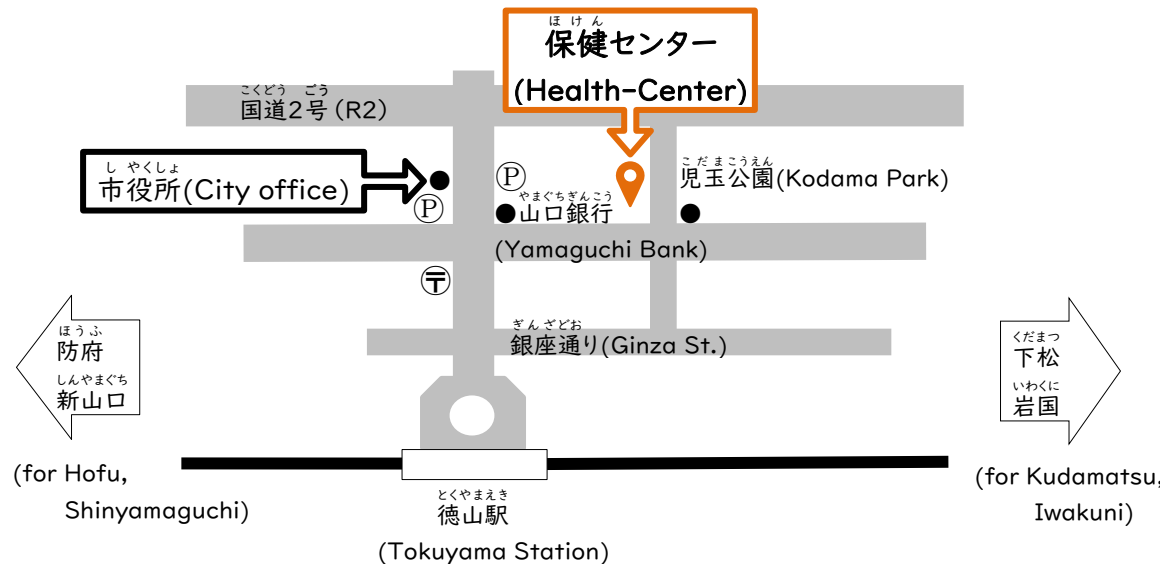 ほけん
保健センター
(Health-Center)
こくどう ごう
国道2号 (R2)
し やくしょ
市役所(City office)
Ⓟ
Ⓟ
こだまこうえん
児玉公園(Kodama Park)
やまぐちぎんこう
山口銀行
(Yamaguchi Bank)
〒
ぎんざどお
銀座通り(Ginza St.)
ほうふ
防府
しんやまぐち
新山口
(for Hofu,
Shinyamaguchi)
くだまつ
下松
いわくに
岩国
(for Kudamatsu,
Iwakuni)
とくやまえき
徳山駅
(Tokuyama Station)